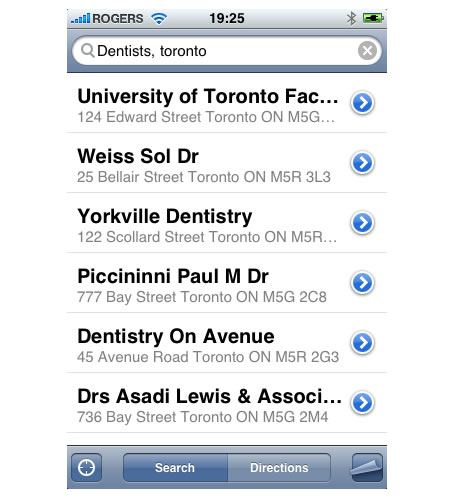 ROGERS 19:25
Dentists, toronto
University of Toronto Fac...
124 Edward Street Toronto ON M5G...
Weiss Sol Dr
25 Bellair Street Toronto ON M5R 3L3
Yorkville Dentistry
122 Scollard Street Toronto ON M5R...
Piccininni Paul M Dr
777 Bay Street Toronto ON M5G 2C8
Dentistry On Avenue
45 Avenue Road Toronto ON M5R 2G3
Drs Asadi Lewis & Associ...
736 Bay Street Toronto ON M5G 2M4
Search Directions